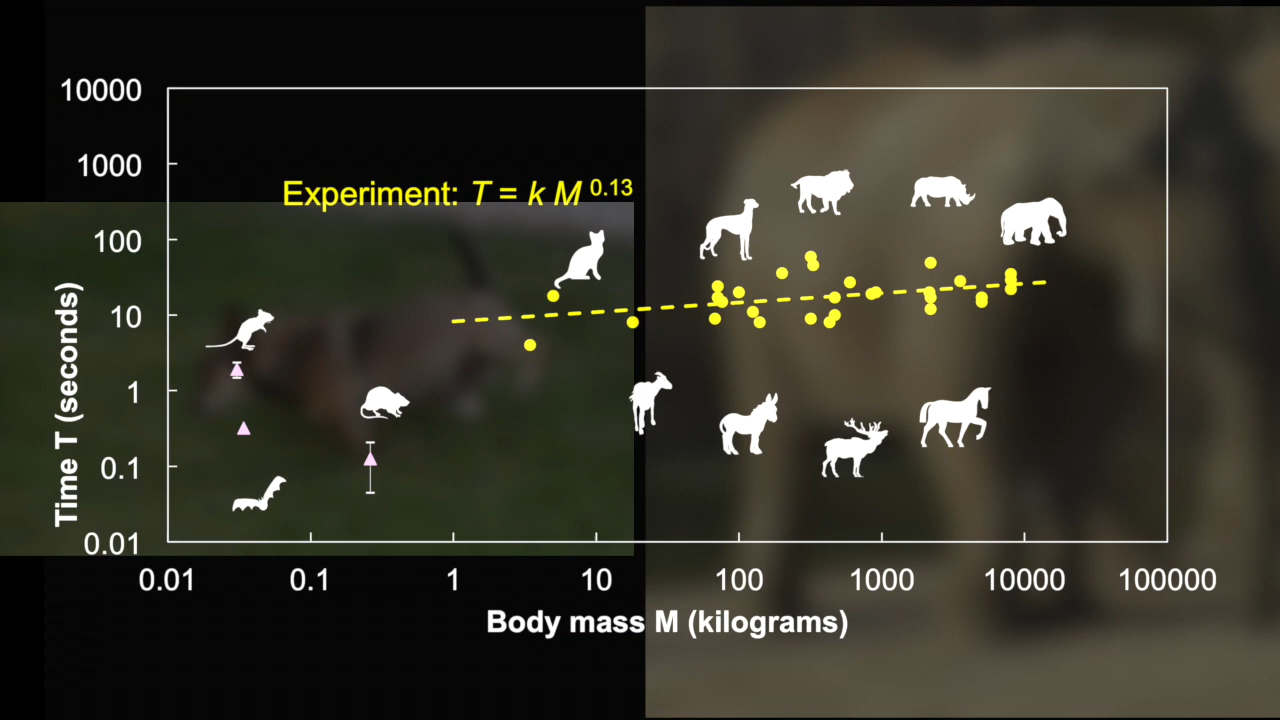 10000
1000
Experiment: T = k M 0.13
100
10
1
0.1
0.01
Time T (seconds)
0.01 0.1 1 10 100 1000 10000 100000
Body mass M (kilograms)